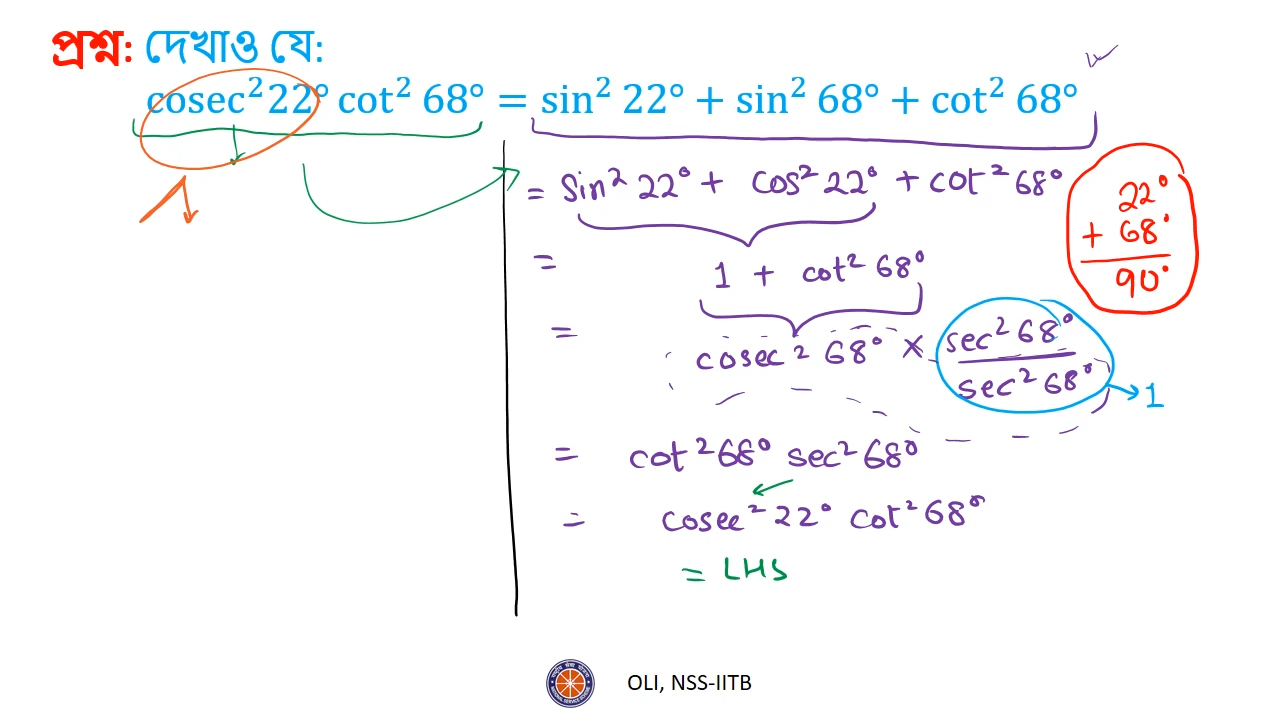 প্রশ্ন: দেখাও যে:
cosec² 22° cot² 68° = sin² 22° + sin² 68° + cot² 68°
= Sin² 22° + Cos² 22° + cot² 68°
= 1 + cot² 68°
= cosec² 68° × sec² 68° / sec² 68° → 1
= cot² 68° sec² 68°
= cosec² 22° cot² 68°
= LHS
22°
+ 68°
90°
OLI, NSS-IITB